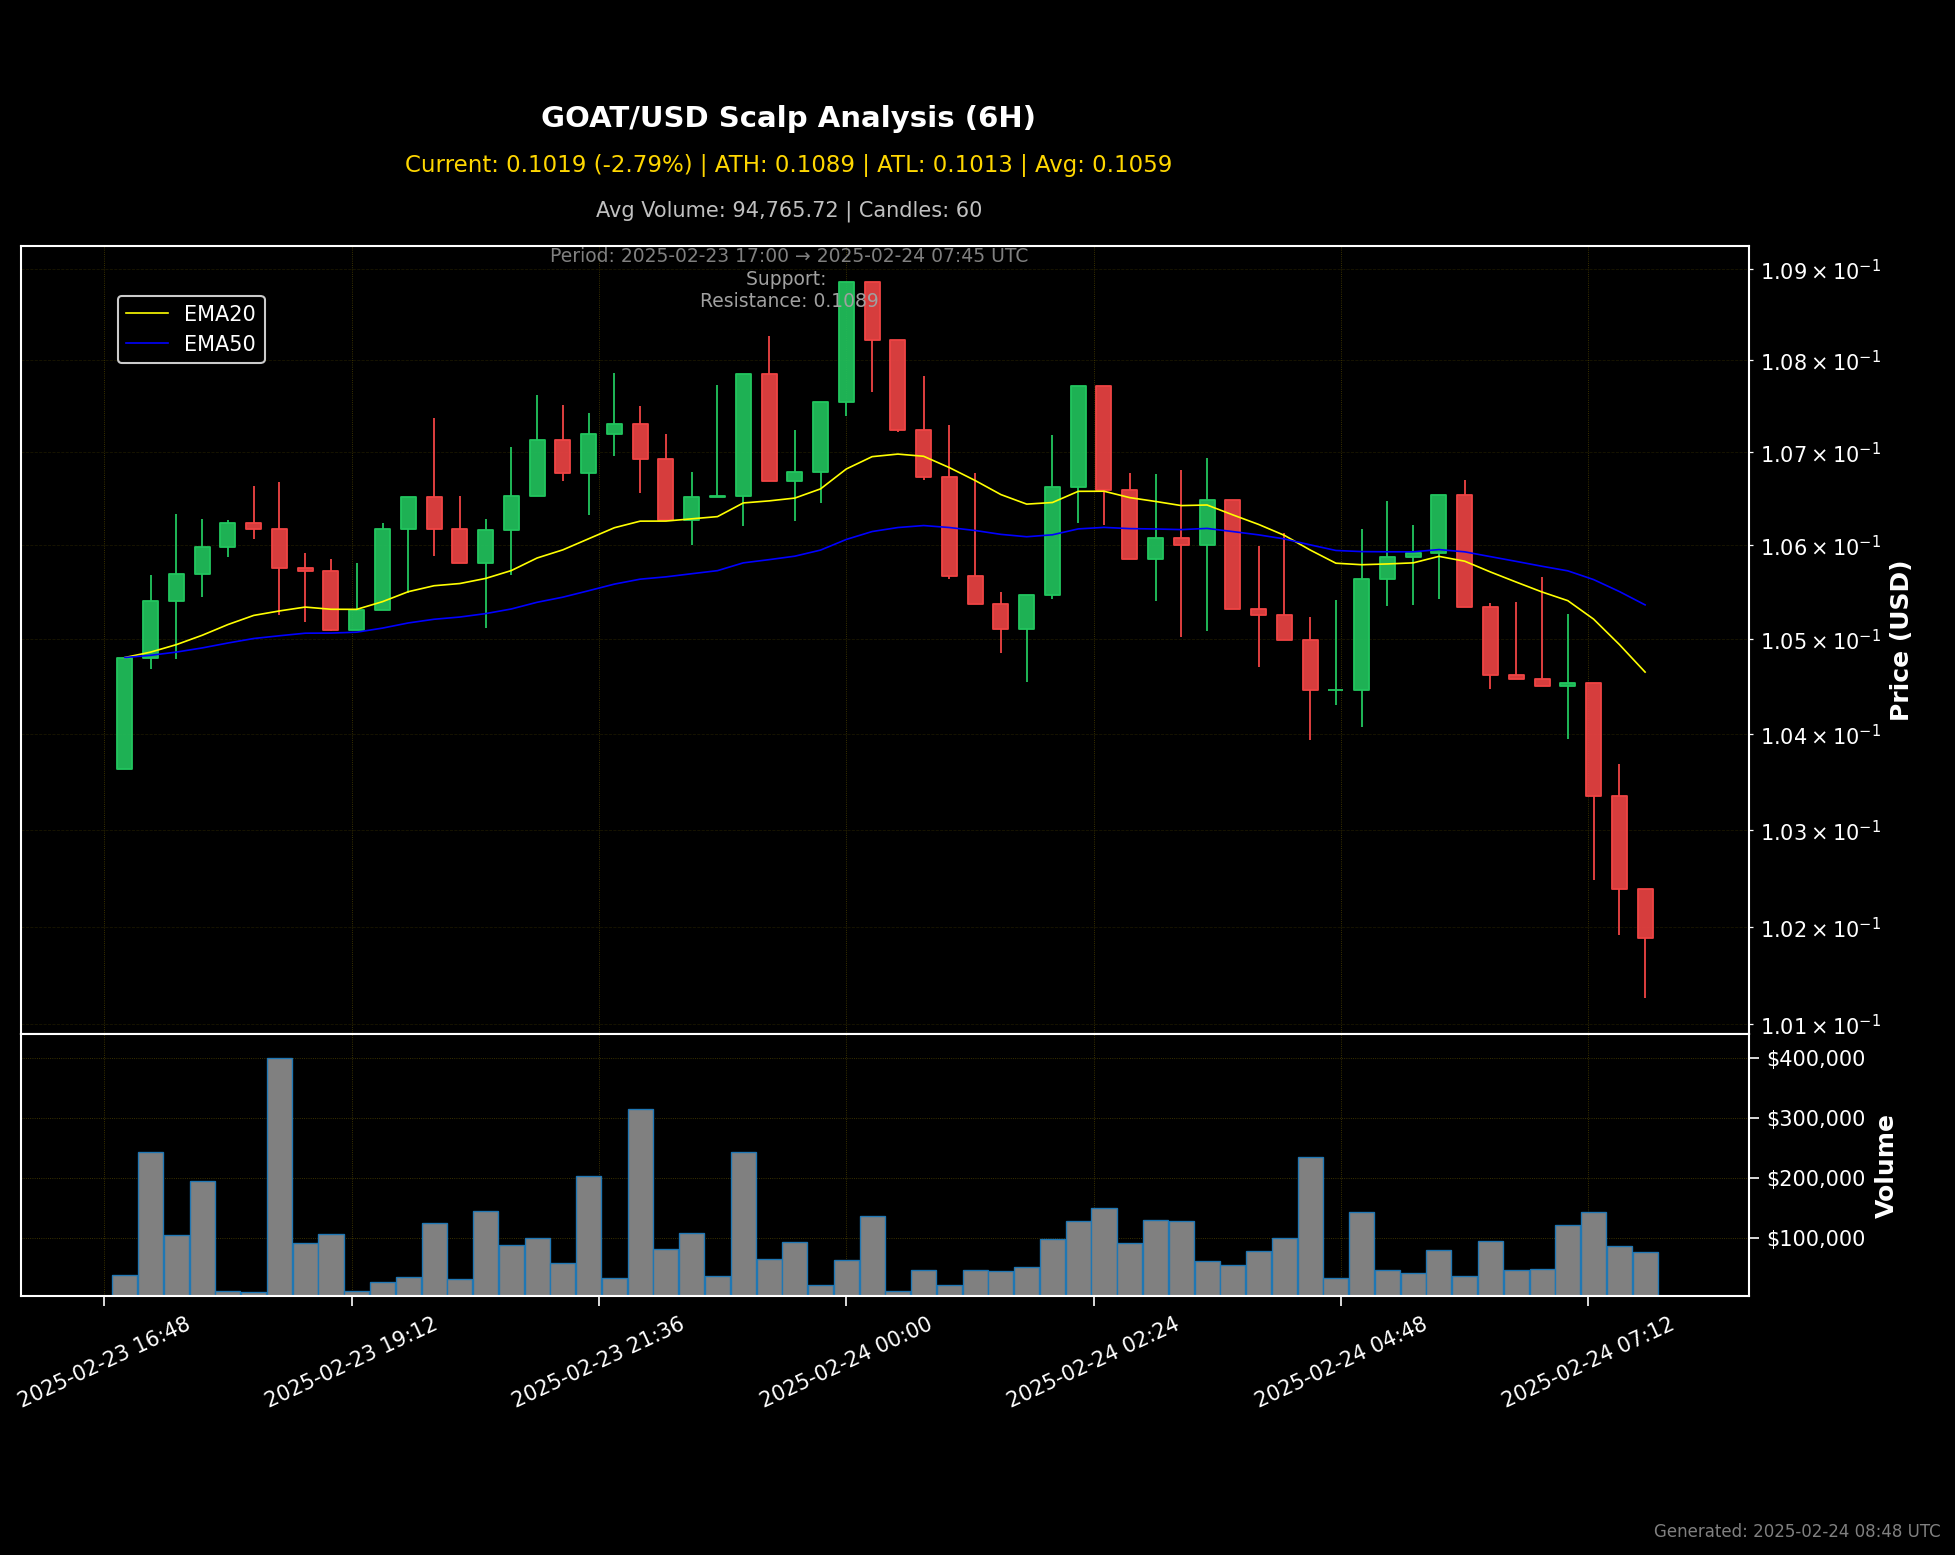 GOAT/USD Scalp Analysis (6H)
Current: 0.1019 (-2.79%) | ATH: 0.1089 | ATL: 0.1013 | Avg: 0.1059
Avg Volume: 94,765.72 | Candles: 60
Period: 2025-02-23 17:00 → 2025-02-24 07:45 UTC
Support:
Resistance: 0.1089
EMA20
EMA50
1.09 × 10⁻¹
1.08 × 10⁻¹
1.07 × 10⁻¹
1.06 × 10⁻¹
1.05 × 10⁻¹
1.04 × 10⁻¹
1.03 × 10⁻¹
1.02 × 10⁻¹
1.01 × 10⁻¹
Price (USD)
$400,000
$300,000
$200,000
$100,000
Volume
2025-02-23 16:48
2025-02-23 19:12
2025-02-23 21:36
2025-02-24 00:00
2025-02-24 02:24
2025-02-24 04:48
2025-02-24 07:12
Generated: 2025-02-24 08:48 UTC